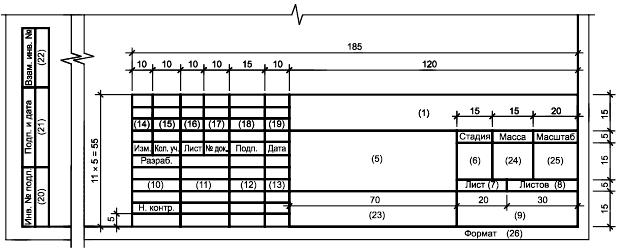 185
10 10 10 10 15 10 120
Взам. инв. №
(22)
Подп. и дата
(21)
Инв. № подл.
(20)
11 × 5 = 55
5
(1)
15 15 20
15
(14) (15) (16) (17) (18) (19)
Изм. Кол. уч. Лист № док. Подп. Дата
Разраб.
(10) (11) (12) (13)
Н. контр.
(5)
Стадия Масса Масштаб
5
(6) (24) (25)
15
Лист (7) Листов (8)
5
70 20 30
(23) (9)
15
Формат (26)